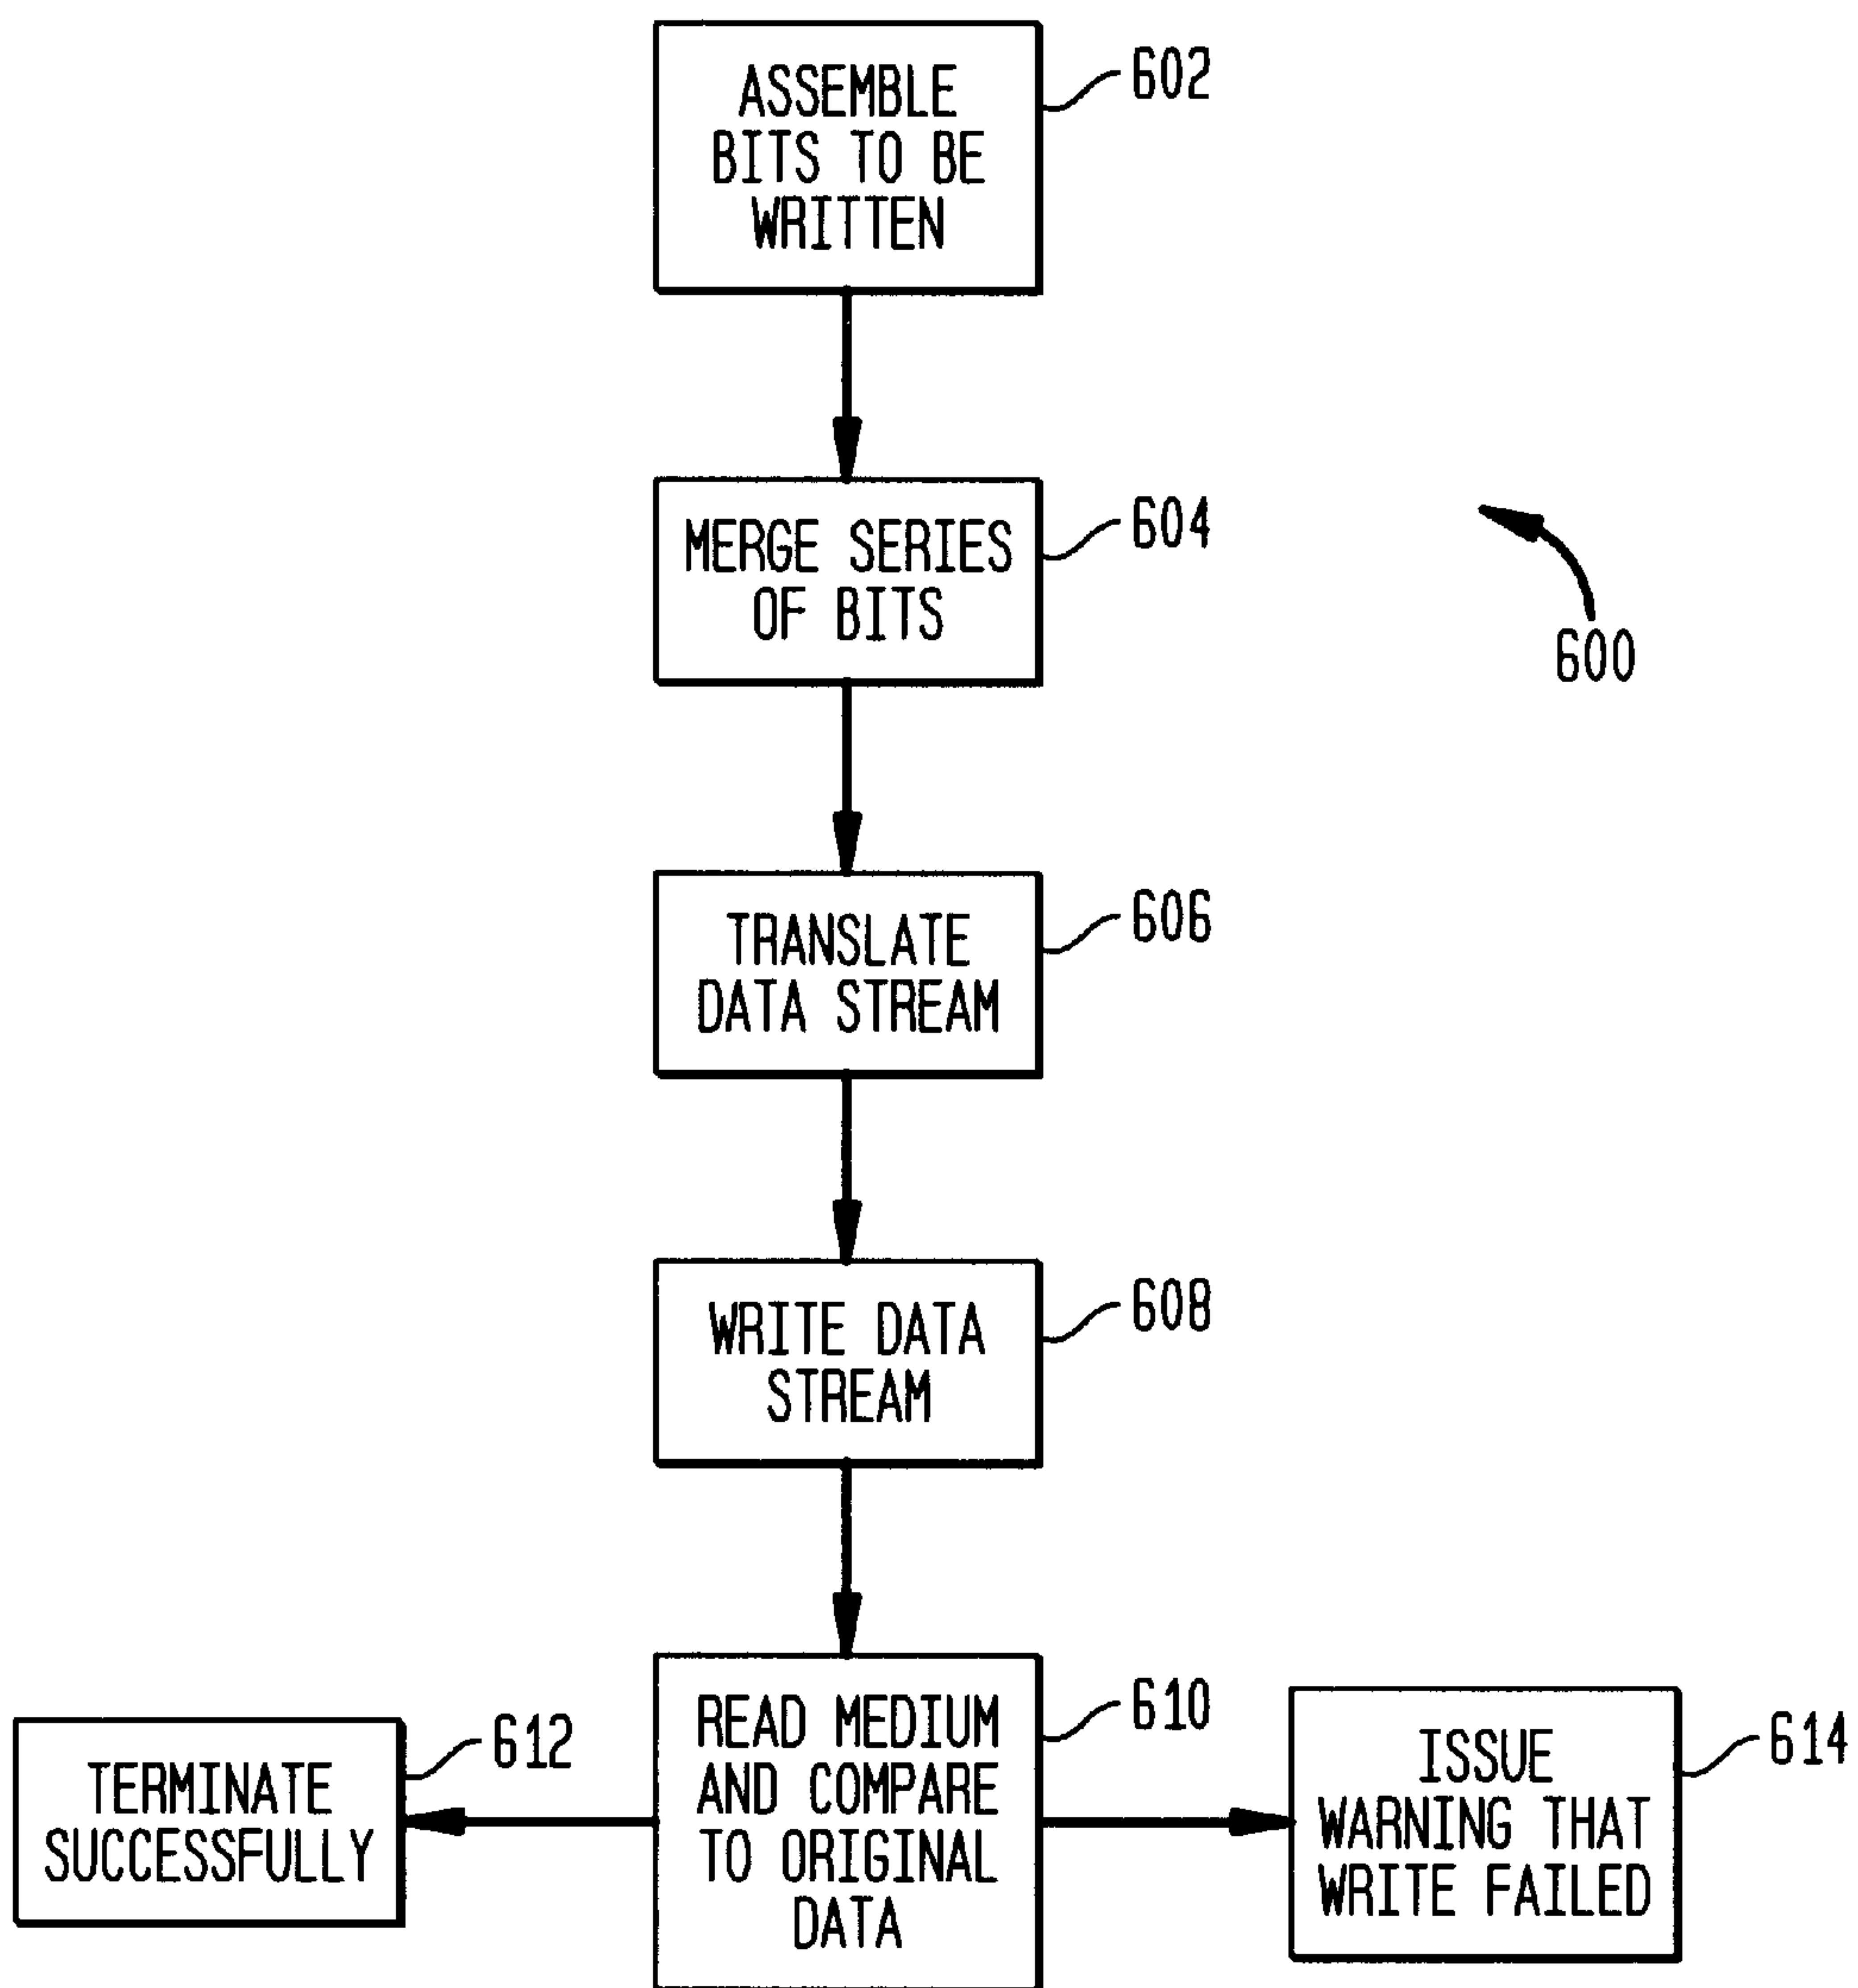 ASSEMBLE
BITS TO BE
WRITTEN
602
MERGE SERIES
OF BITS
604
600
TRANSLATE
DATA STREAM
606
WRITE DATA
STREAM
608
READ MEDIUM
AND COMPARE
TO ORIGINAL
DATA
610
TERMINATE
SUCCESSFULLY
612
ISSUE
WARNING THAT
WRITE FAILED
614